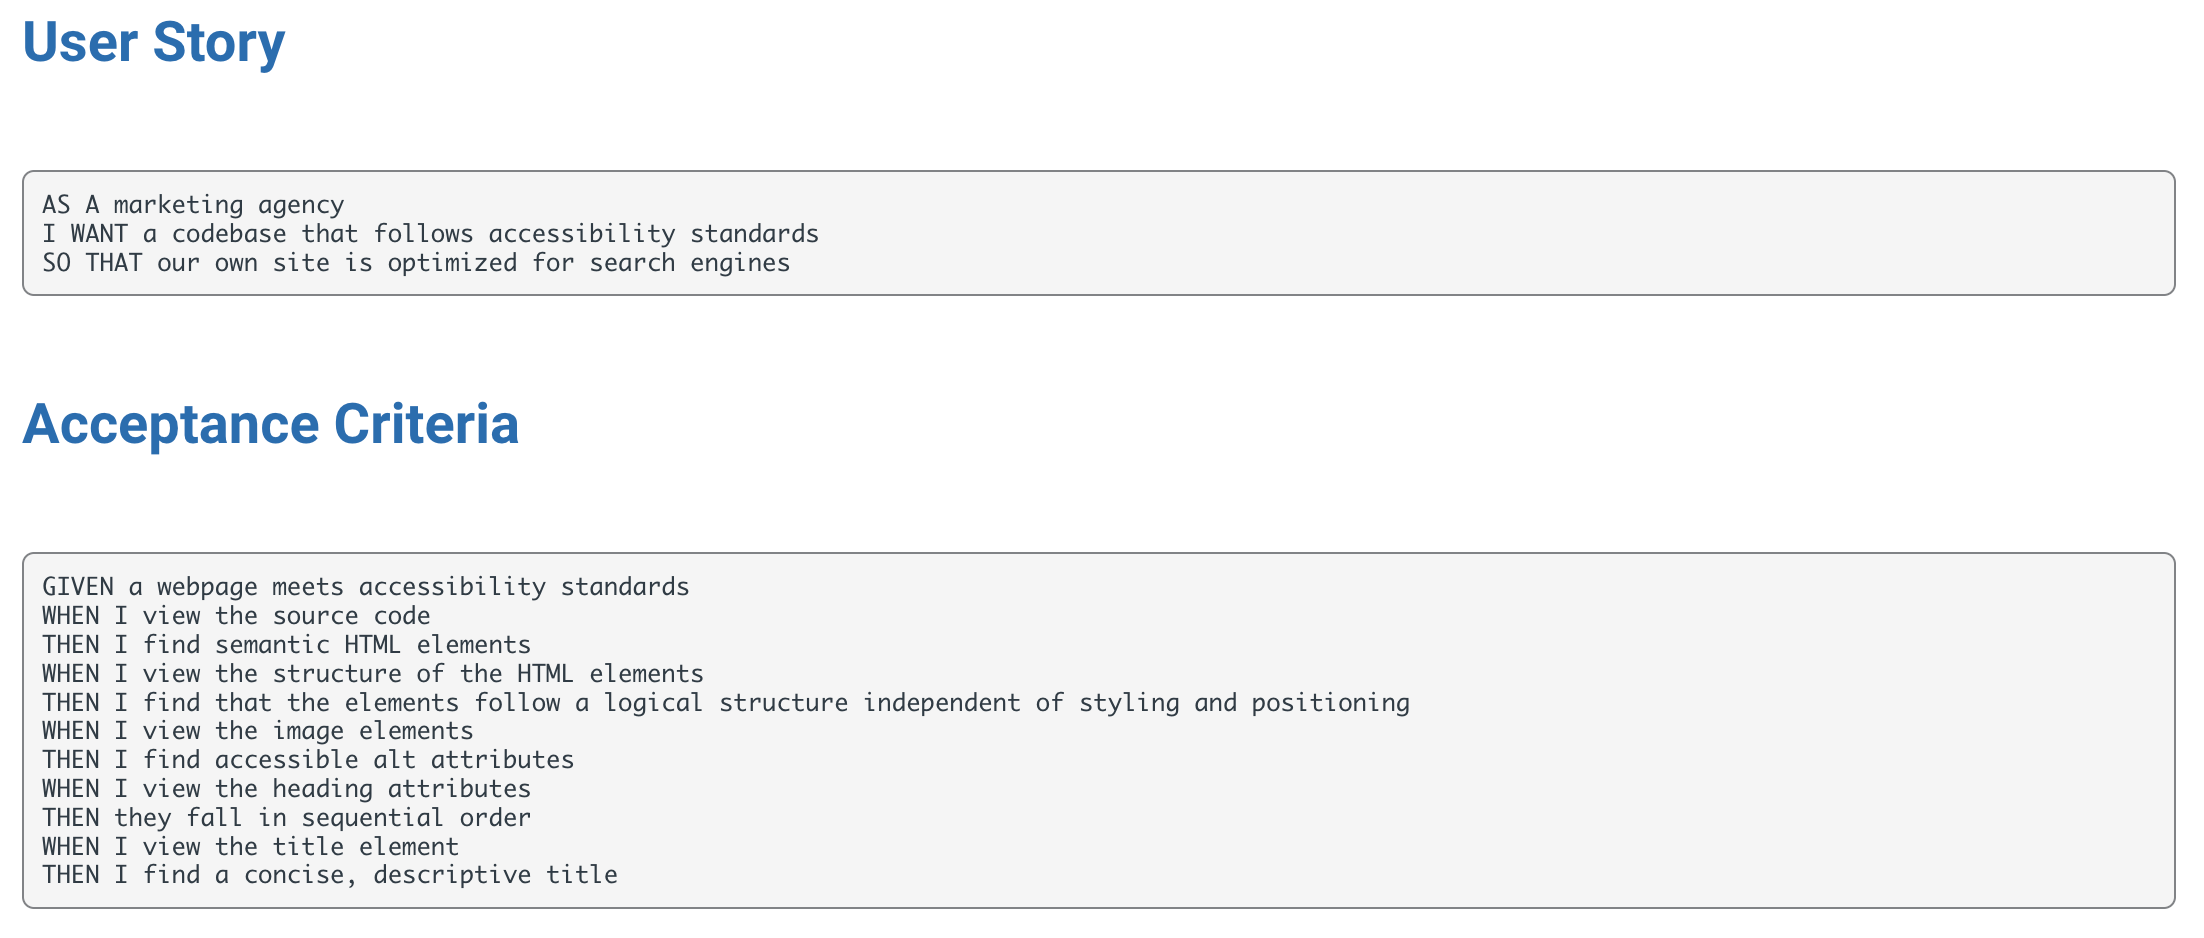 User Story
AS A marketing agency
I WANT a codebase that follows accessibility standards
SO THAT our own site is optimized for search engines
Acceptance Criteria
GIVEN a webpage meets accessibility standards
WHEN I view the source code
THEN I find semantic HTML elements
WHEN I view the structure of the HTML elements
THEN I find that the elements follow a logical structure independent of styling and positioning
WHEN I view the image elements
THEN I find accessible alt attributes
WHEN I view the heading attributes
THEN they fall in sequential order
WHEN I view the title element
THEN I find a concise, descriptive title